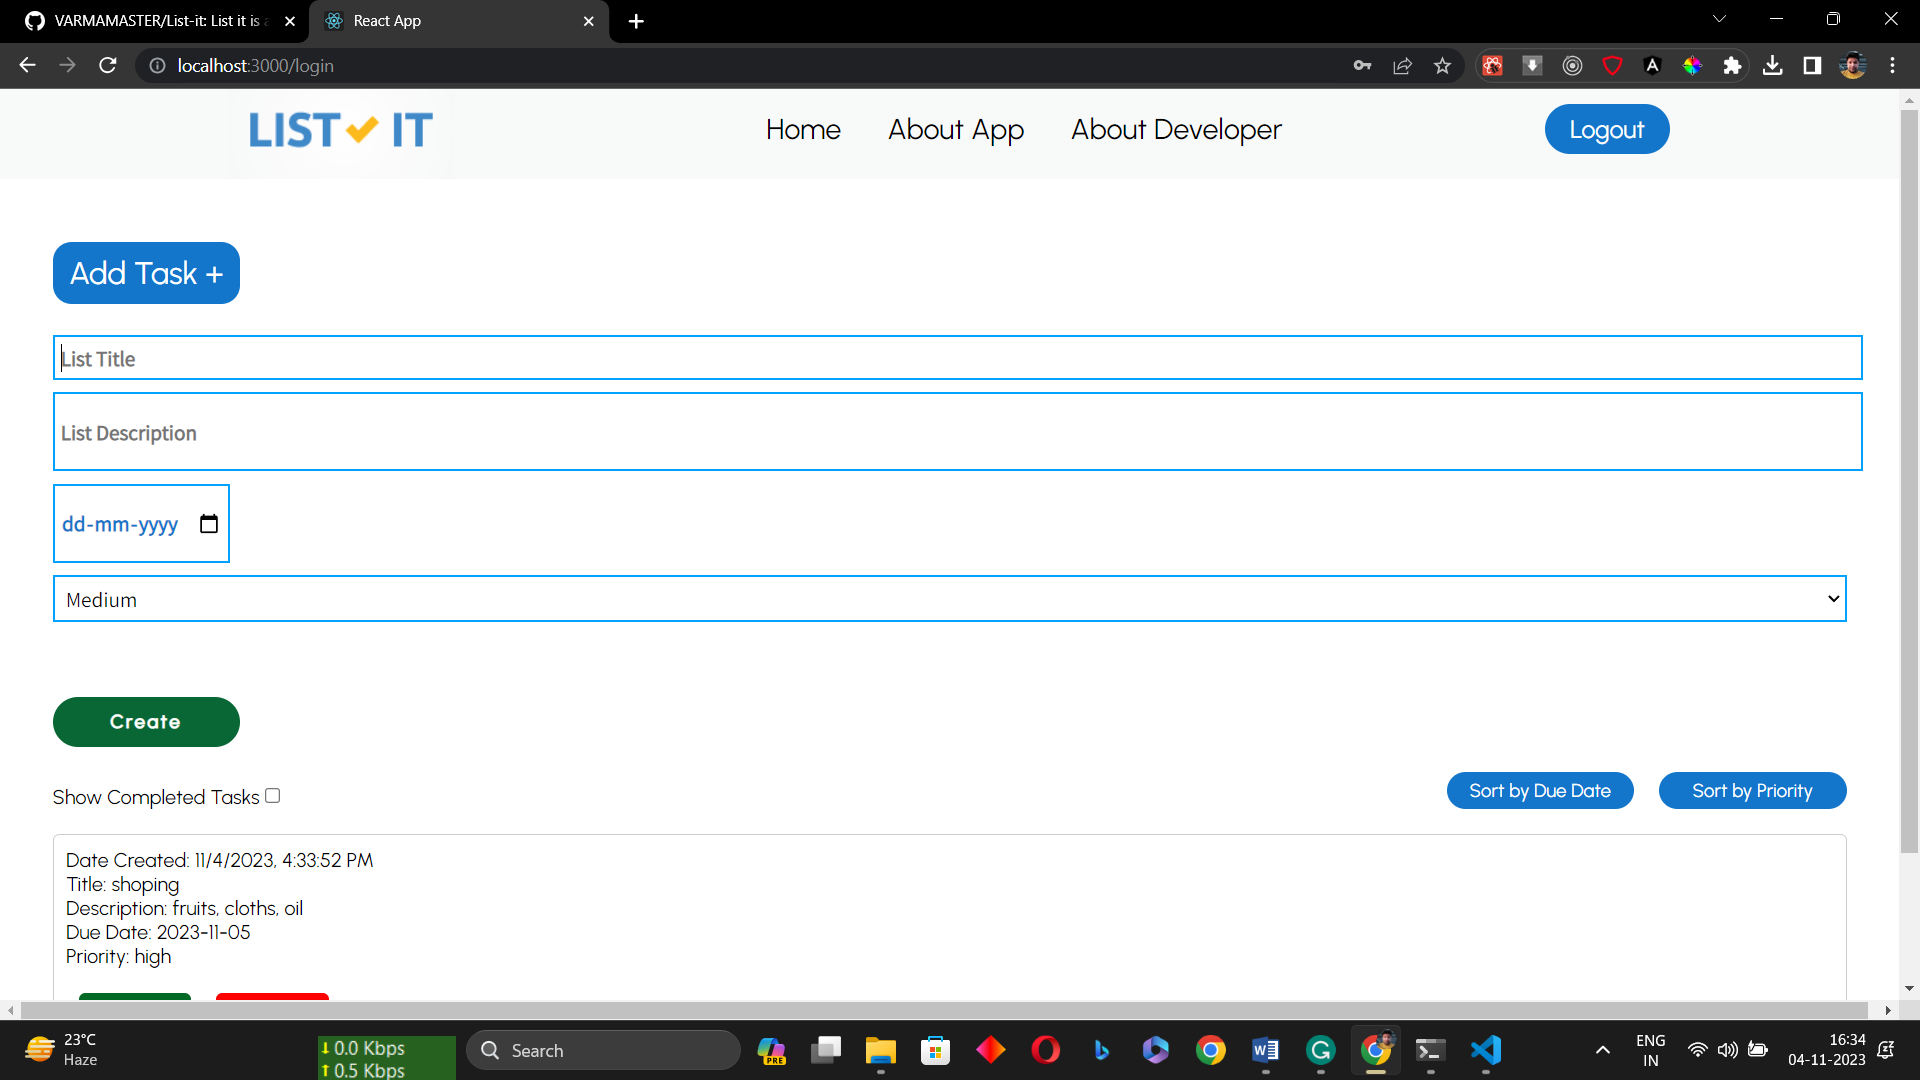 VARMAMASTER/List-it: List it is a
React App
localhost:3000/login
LIST IT
Home
About App
About Developer
Logout
Add Task +
List Title
List Description
dd-mm-yyyy
Medium
Create
Show Completed Tasks
Sort by Due Date
Sort by Priority
Date Created: 11/4/2023, 4:33:52 PM
Title: shoping
Description: fruits, cloths, oil
Due Date: 2023-11-05
Priority: high
23°C
Haze
0.0 Kbps
0.5 Kbps
Search
PRE
ENG
IN
16:34
04-11-2023